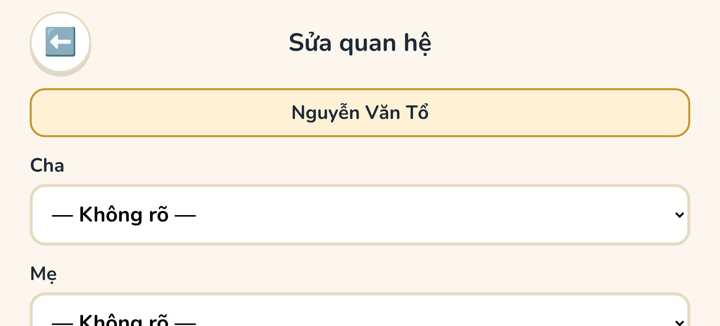 Sửa quan hệ
Nguyễn Văn Tổ
Cha
— Không rõ —
Mẹ
— Không rõ —